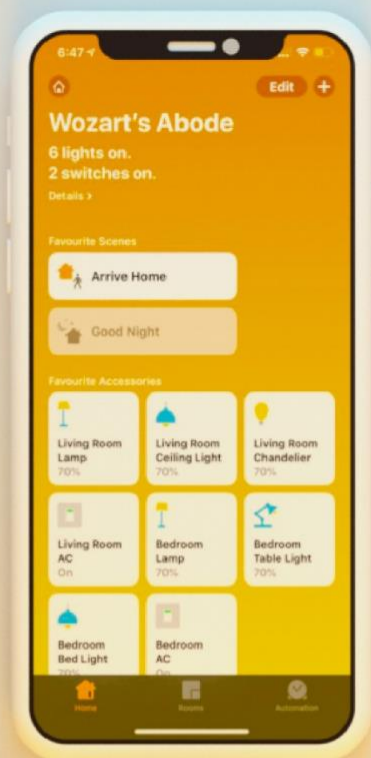 6:47
Edit +
Wozart's Abode
6 lights on.
2 switches on.
Details >
Favourite Scenes
Arrive Home
Good Night
Favourite Accessories
Living Room
Lamp
70%
Living Room
Ceiling Light
70%
Living Room
Chandelier
70%
Living Room
AC
On
Bedroom
Lamp
70%
Bedroom
Table Light
70%
Bedroom
Bed Light
70%
Bedroom
AC
On
Home
Rooms
Automation